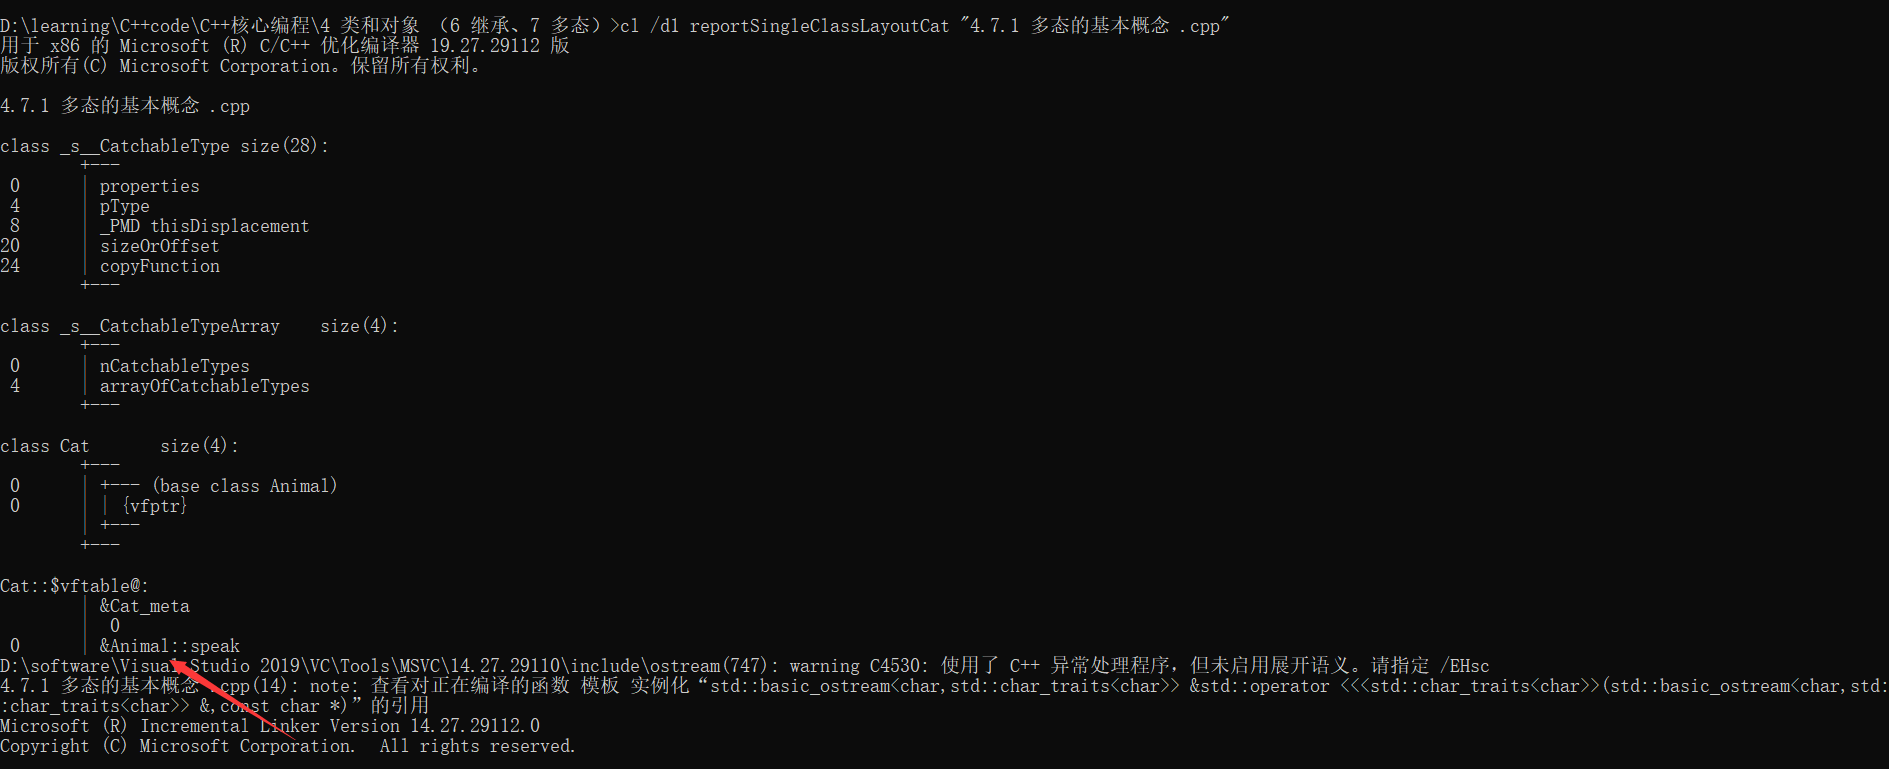 D:\learning\C++code\C++核心编程\4 类和对象 （6 继承、7 多态）>cl /d1 reportSingleClassLayoutCat "4.7.1 多态的基本概念 .cpp"
用于 x86 的 Microsoft (R) C/C++ 优化编译器 19.27.29112 版
版权所有(C) Microsoft Corporation。保留所有权利。
4.7.1 多态的基本概念 .cpp
class _s__CatchableType size(28):
+---
0 | properties
4 | pType
8 | _PMD thisDisplacement
20 | sizeOrOffset
24 | copyFunction
+---
class _s__CatchableTypeArray size(4):
+---
0 | nCatchableTypes
4 | arrayOfCatchableTypes
+---
class Cat size(4):
+---
0 | +--- (base class Animal)
0 | | {vfptr}
| +---
+---
Cat::$vftable@:
| &Cat_meta
| 0
0 | &Animal::speak
D:\software\Visual Studio 2019\VC\Tools\MSVC\14.27.29110\include\ostream(747): warning C4530: 使用了 C++ 异常处理程序，但未启用展开语义。请指定 /EHsc
4.7.1 多态的基本概念 .cpp(14): note: 查看对正在编译的函数 模板 实例化“std::basic_ostream<char,std::char_traits<char>> &std::operator <<<std::char_traits<char>>(std::basic_ostream<char,std:
:char_traits<char>> &,const char *)”的引用
Microsoft (R) Incremental Linker Version 14.27.29112.0
Copyright (C) Microsoft Corporation.  All rights reserved.